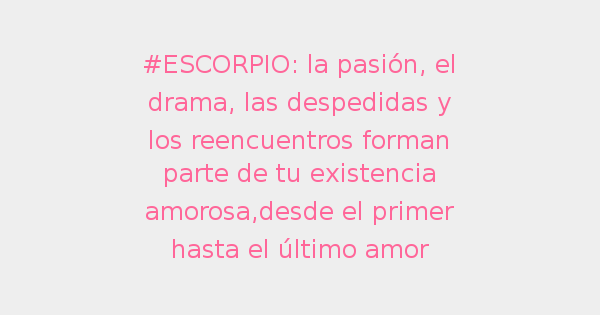 #ESCORPIO: la pasión, el
drama, las despedidas y
los reencuentros forman
parte de tu existencia
amorosa,desde el primer
hasta el último amor